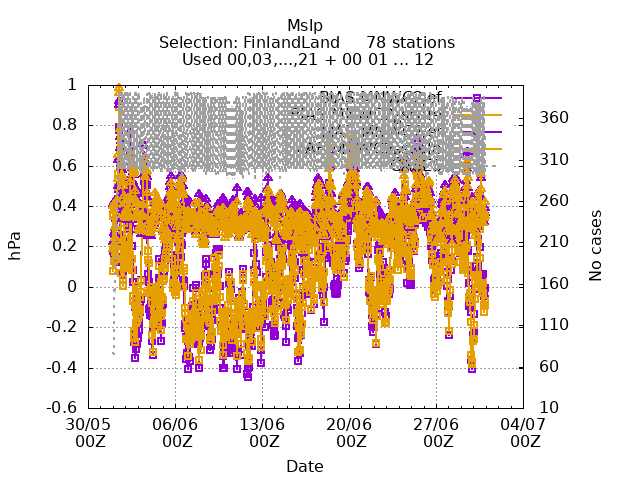 Mslp
Selection: FinlandLand 78 stations
Used 00,03,...,21 + 00 01 ... 12
1
0.8
0.6
0.4
0.2
0
-0.2
-0.4
-0.6
hPa
360
310
260
210
160
110
60
10
No cases
30/05 06/06 13/06 20/06 27/06 04/07
00Z 00Z 00Z 00Z 00Z 00Z
Date